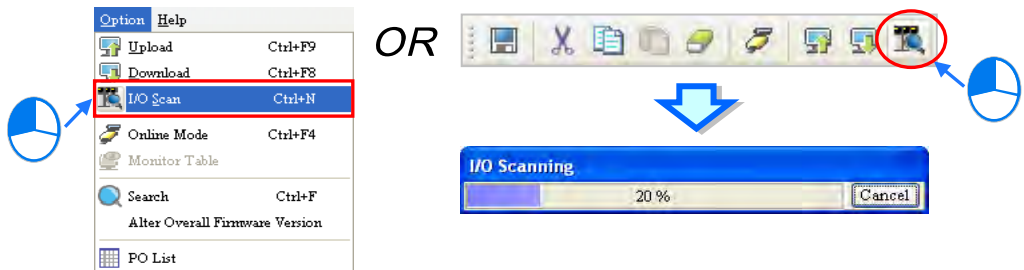 Option Help
Upload Ctrl+F9
Download Ctrl+F8
I/O Scan Ctrl+N
Online Mode Ctrl+F4
Monitor Table
Search Ctrl+F
Alter Overall Firmware Version
PO List
OR
I/O Scanning
20 % Cancel